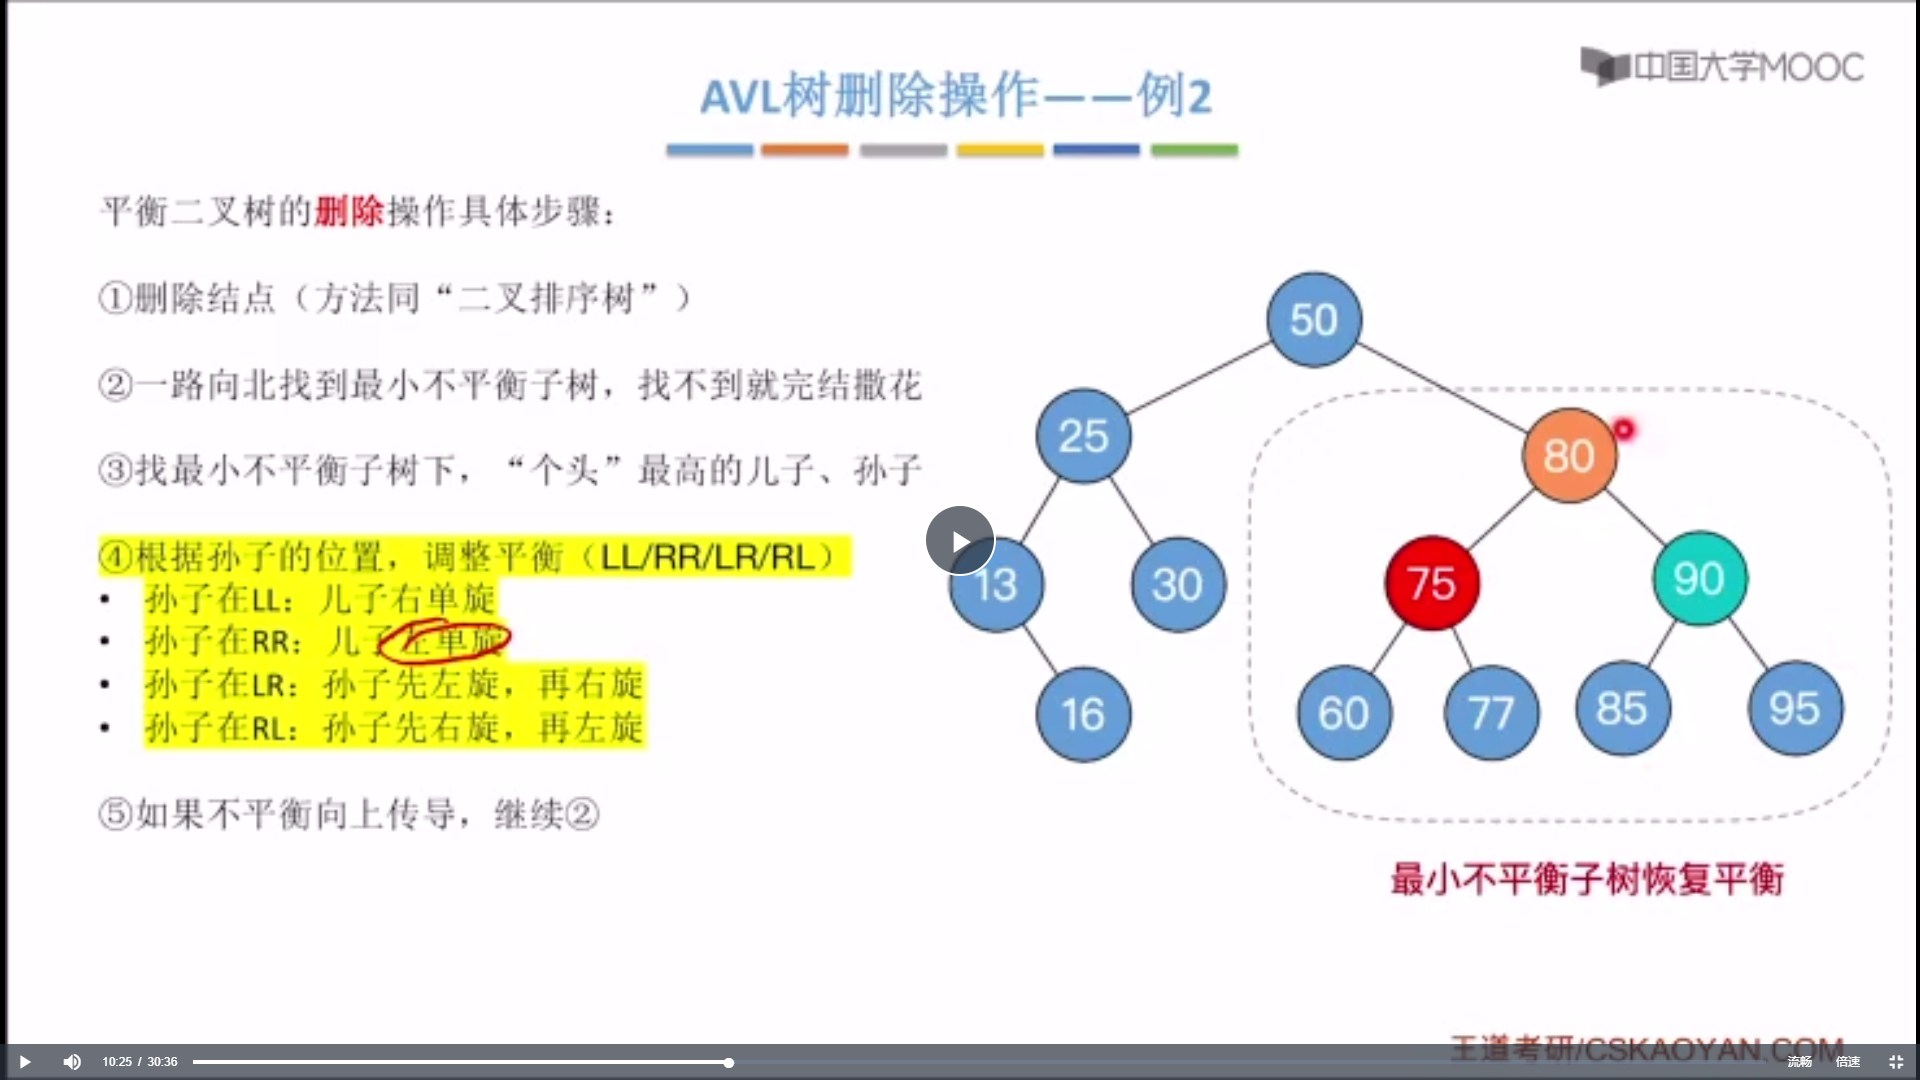 中国大学MOOC
AVL树删除操作——例2
平衡二叉树的删除操作具体步骤：
①删除结点（方法同“二叉排序树”）
②一路向北找到最小不平衡子树，找不到就完结撒花
③找最小不平衡子树下，“个头”最高的儿子、孙子
④根据孙子的位置，调整平衡（LL/RR/LR/RL）
• 孙子在LL：儿子右单旋
• 孙子在RR：儿子左单旋
• 孙子在LR：孙子先左旋，再右旋
• 孙子在RL：孙子先右旋，再左旋
⑤如果不平衡向上传导，继续②
50
25
80
13
30
75
90
16
60
77
85
95
最小不平衡子树恢复平衡
王道考研/CSKAOYAN.COM
10:25 / 30:36
流畅
倍速